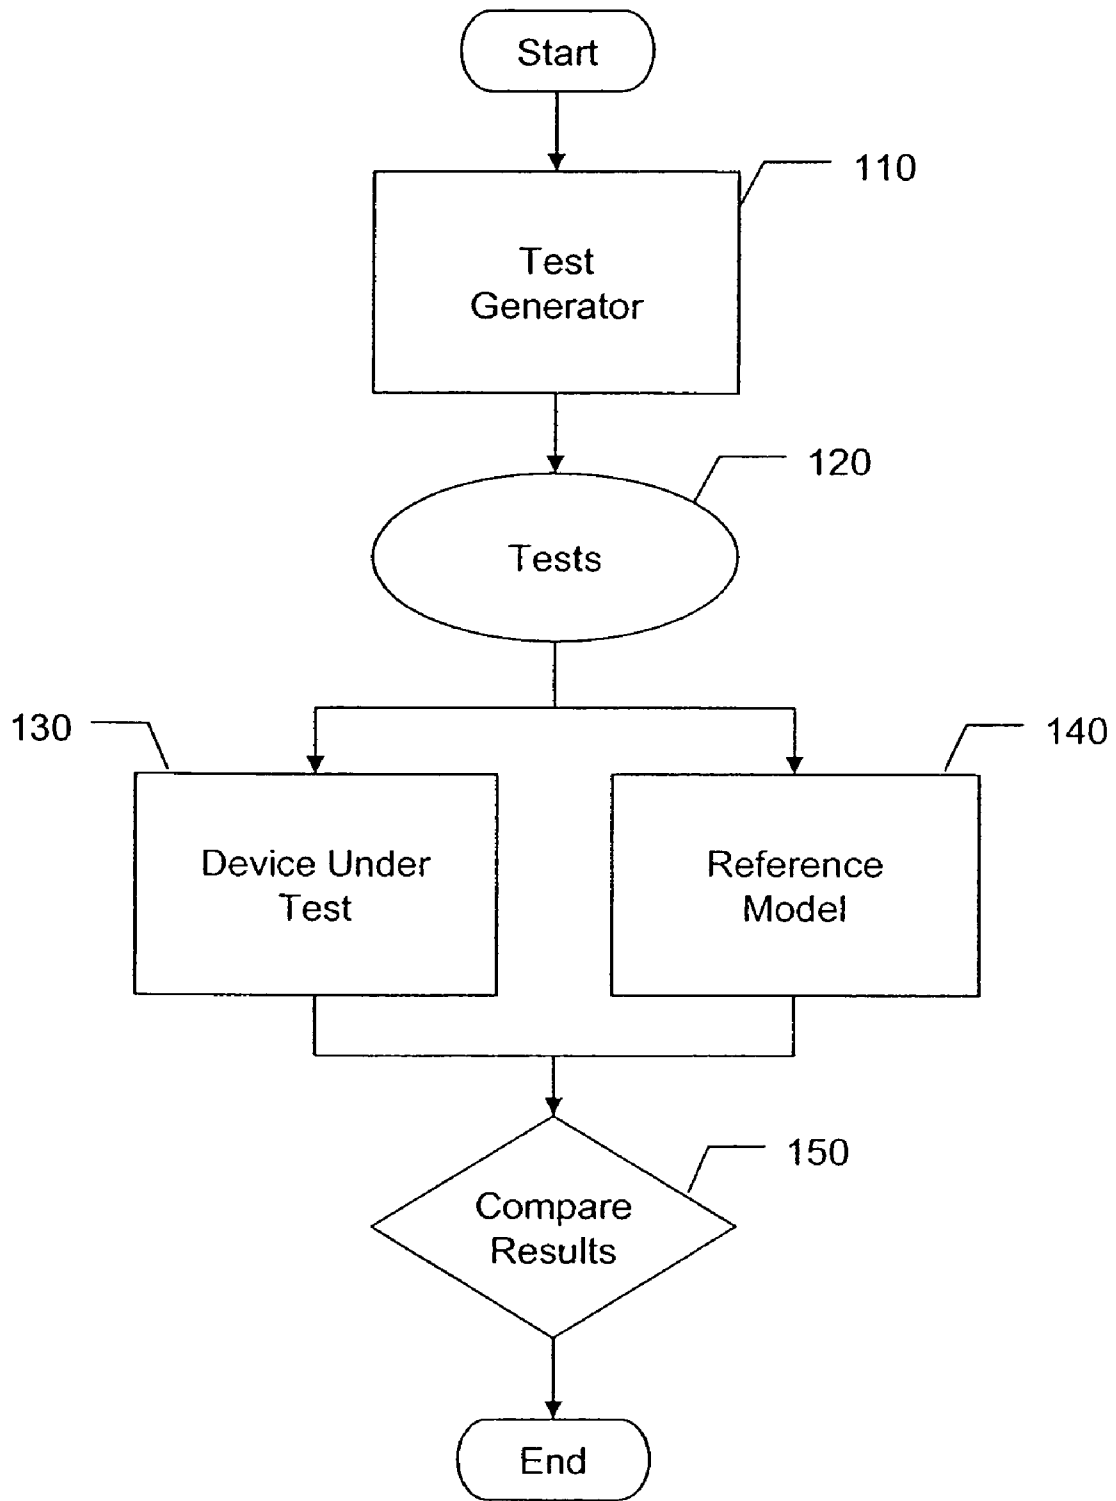 Start
110
Test
Generator
120
Tests
130
140
Device Under
Test
Reference
Model
150
Compare
Results
End